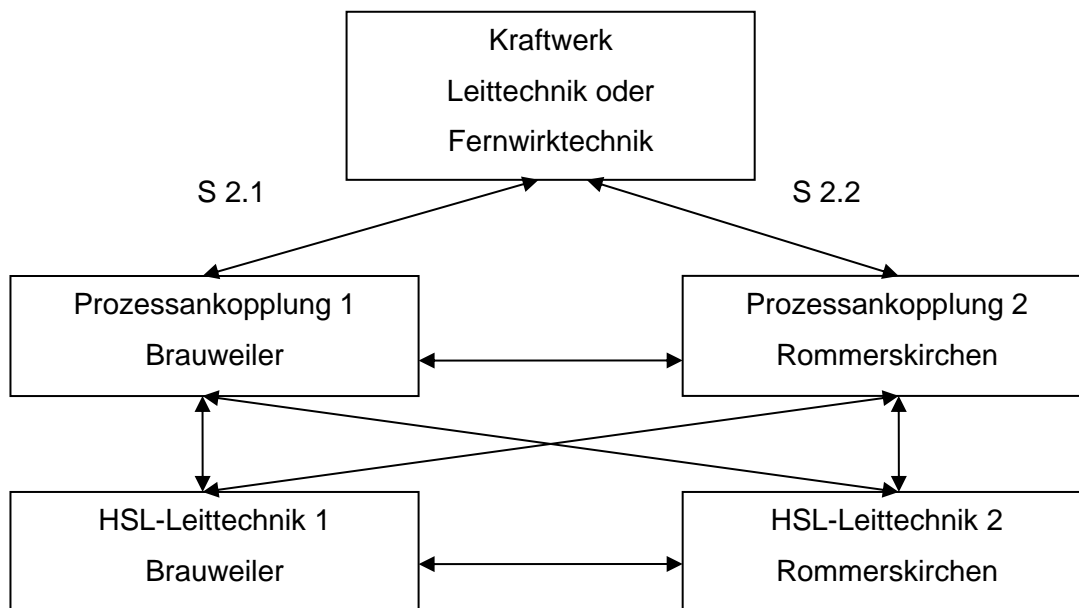 Kraftwerk
Leittechnik oder
Fernwirktechnik
S 2.1
S 2.2
Prozessankopplung 1
Brauweiler
Prozessankopplung 2
Rommerskirchen
HSL-Leittechnik 1
Brauweiler
HSL-Leittechnik 2
Rommerskirchen